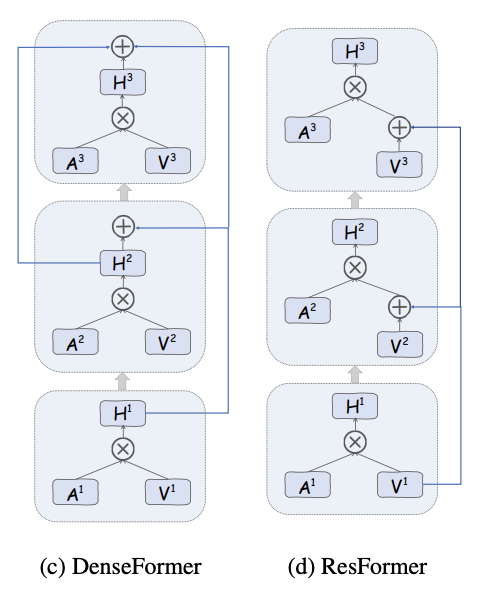 H³
A³
V³
H²
A²
V²
H¹
A¹
V¹
(c) DenseFormer
H³
A³
V³
H²
A²
V²
H¹
A¹
V¹
(d) ResFormer